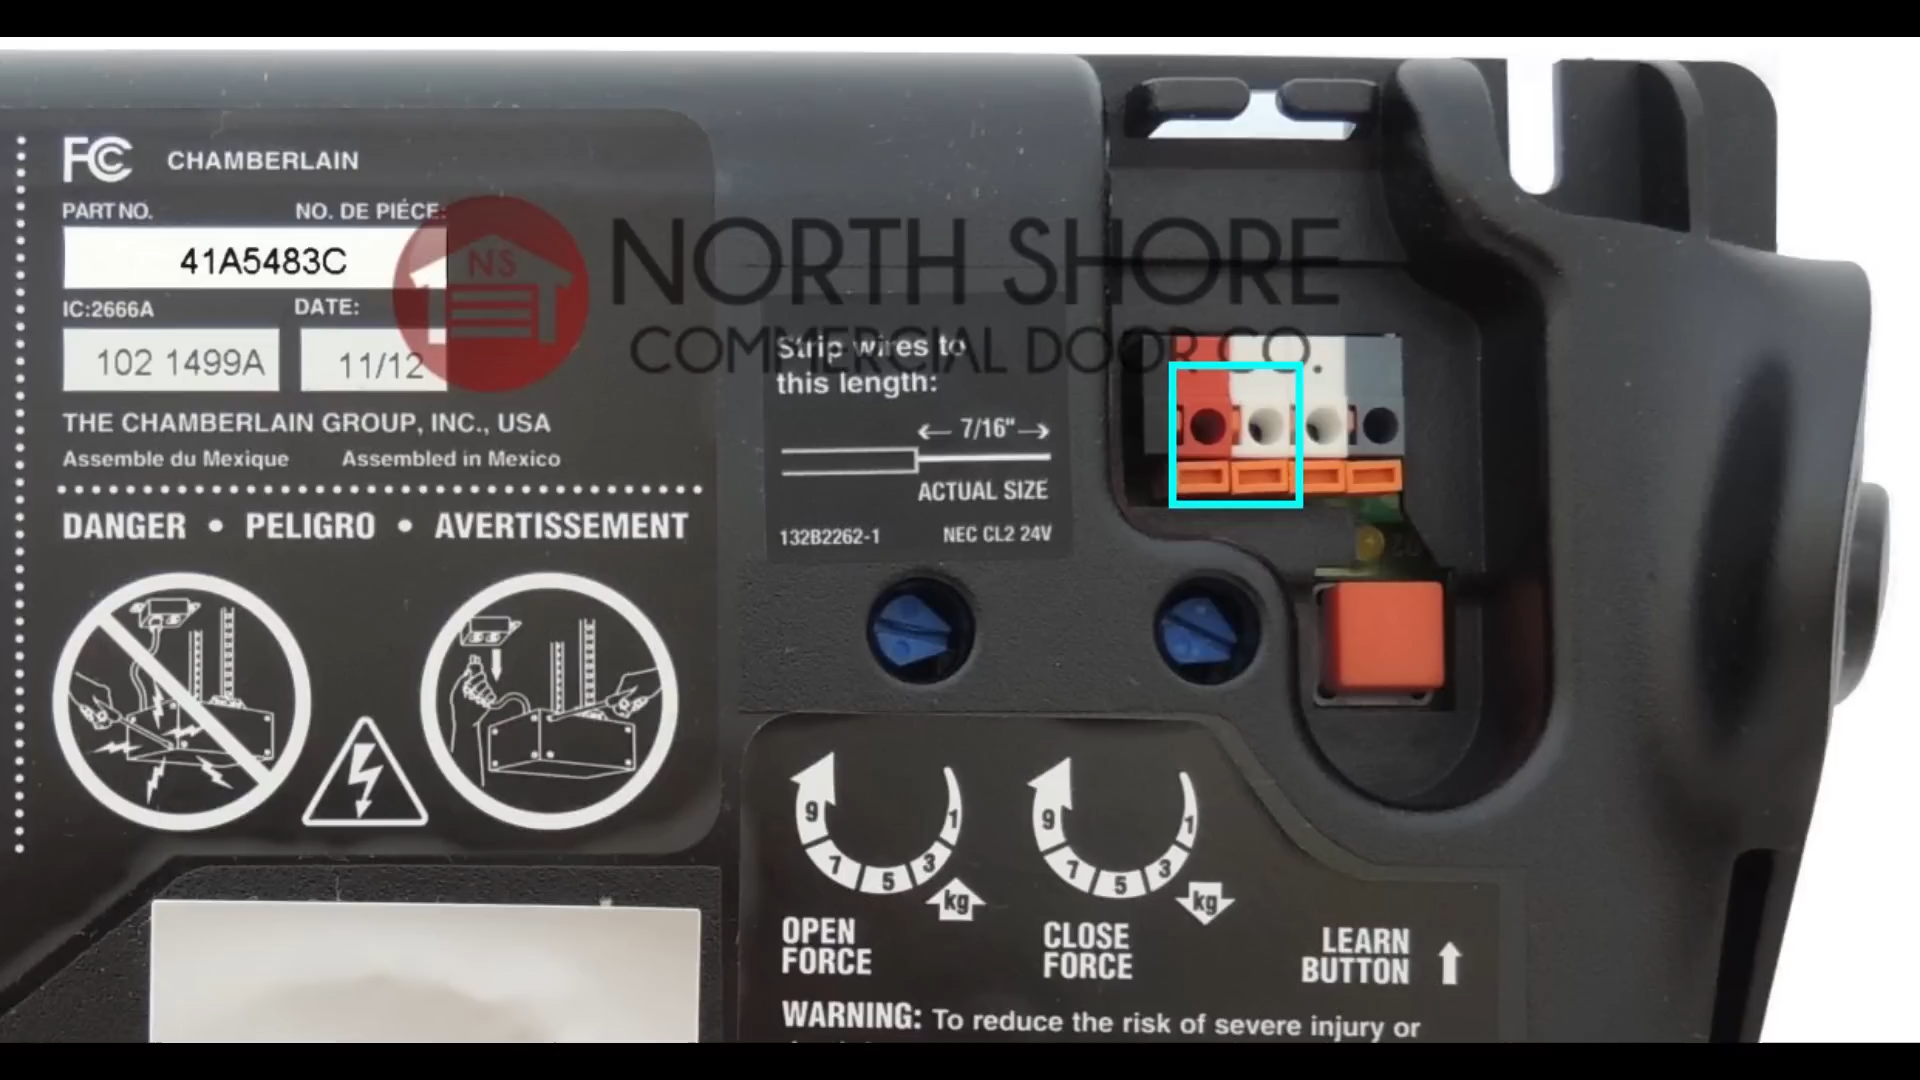 FC CHAMBERLAIN
PART NO. NO. DE PIÉCE:
41A5483C
IC:2666A DATE:
102 1499A 11/12
THE CHAMBERLAIN GROUP, INC., USA
Assemble du Mexique Assembled in Mexico
DANGER • PELIGRO • AVERTISSEMENT
NS
NORTH SHORE
COMMERCIAL DOOR CO.
Strip wires to
this length:
7/16"
ACTUAL SIZE
132B2262-1 NEC CL2 24V
9 7 5 3 1
kg
OPEN
FORCE
9 7 5 3 1
kg
CLOSE
FORCE
LEARN
BUTTON
WARNING: To reduce the risk of severe injury or